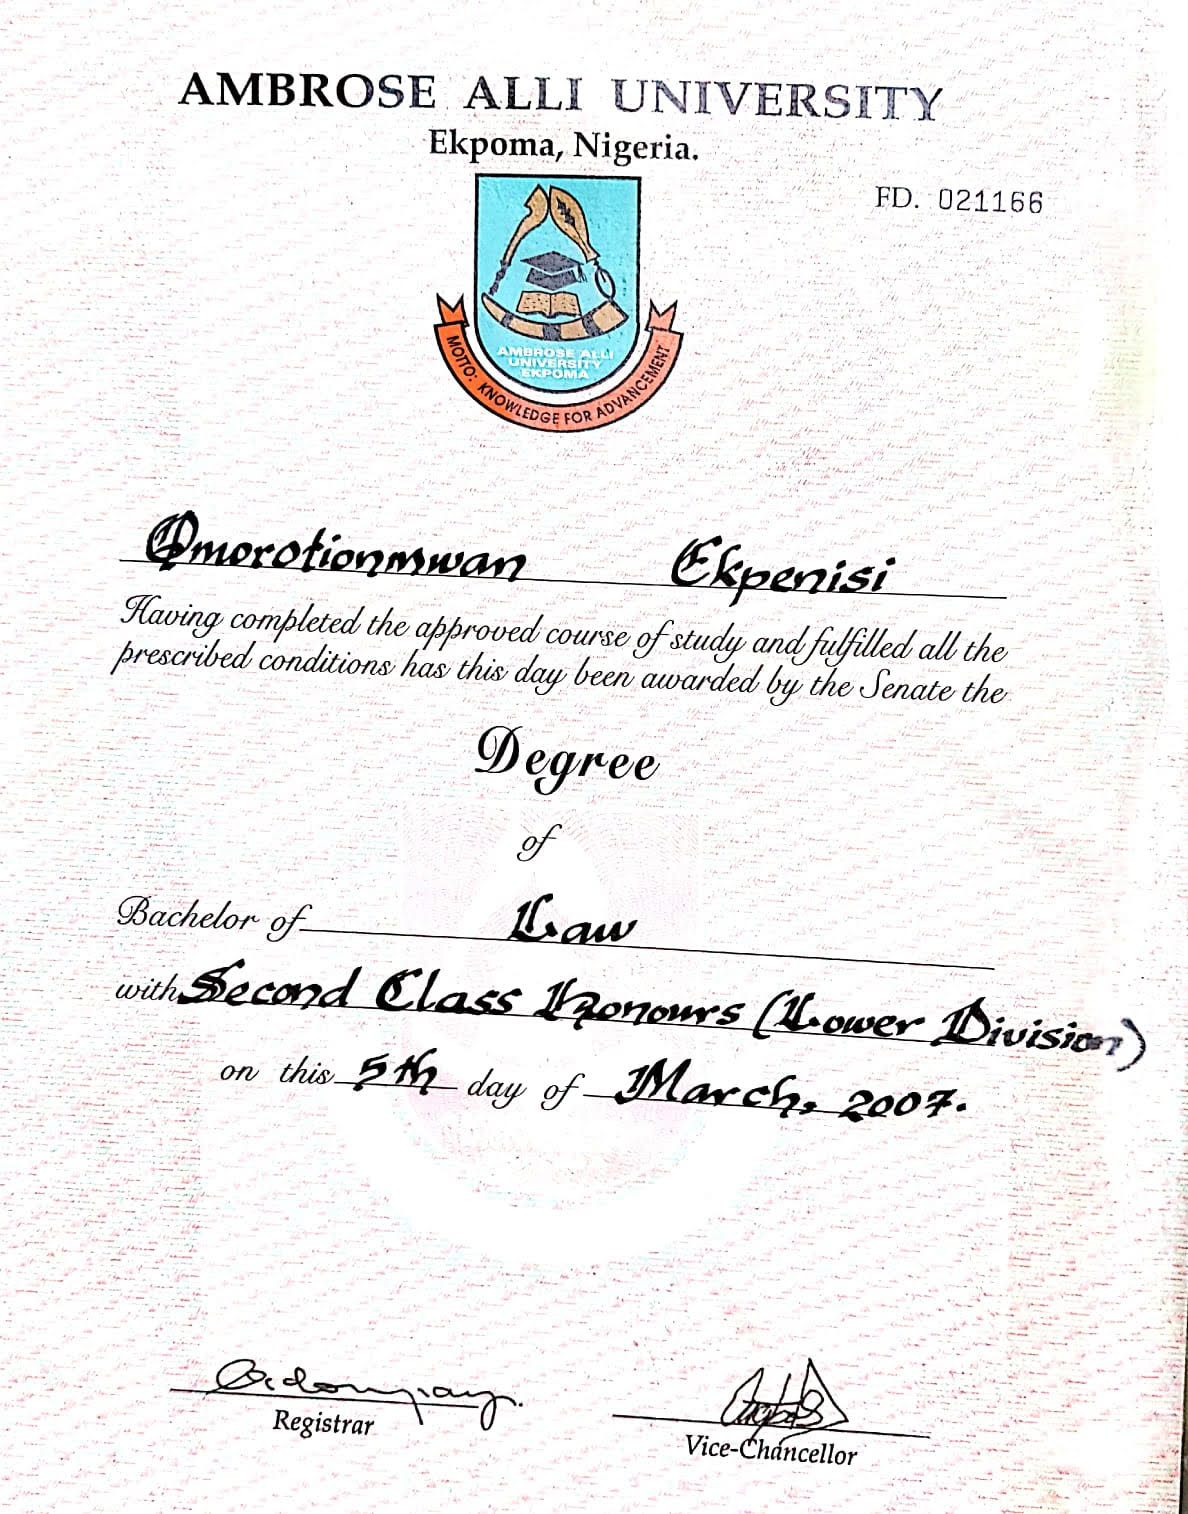 AMBROSE ALLI UNIVERSITY
Ekpoma, Nigeria.
FD. 021166
AMBROSE ALLI
UNIVERSITY
EKPOMA
MOTTO: KNOWLEDGE FOR ADVANCEMENT
Omorotionmwan Ekpenisi
Having completed the approved course of study and fulfilled all the
prescribed conditions has this day been awarded by the Senate the
Degree
of
Bachelor of Law
with Second Class Honours (Lower Division)
on this 5th day of March, 2007.
Registrar
Vice-Chancellor